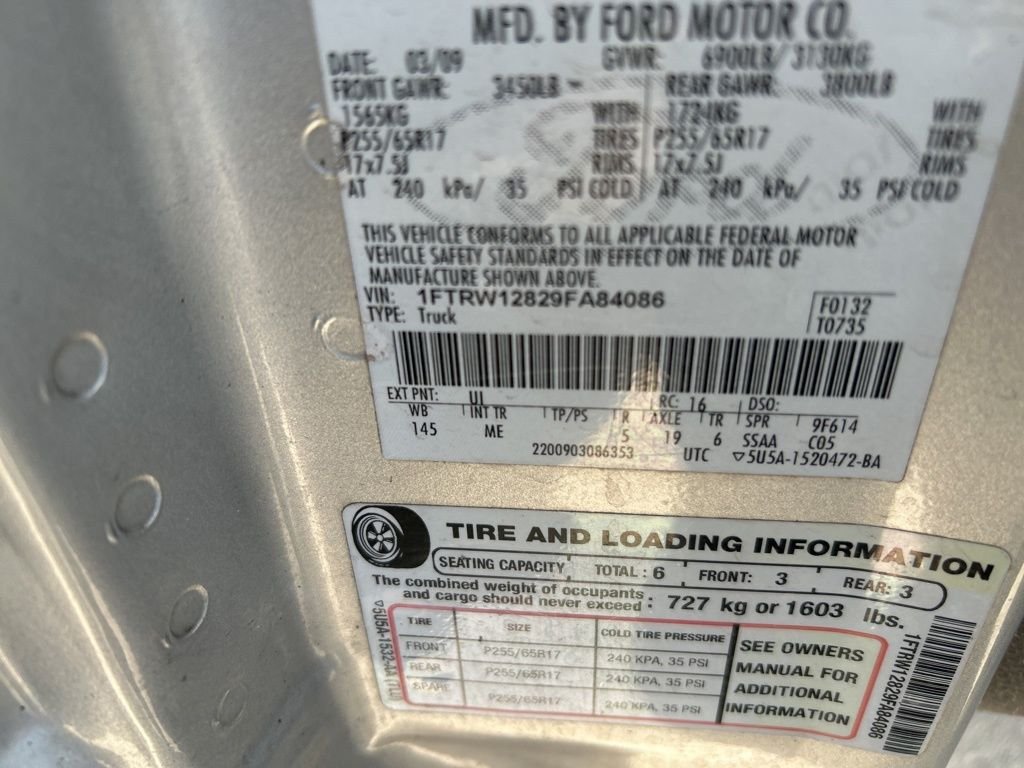 MFD. BY FORD MOTOR CO.
DATE: 03/09 GVWR: 6900LB/ 3130KG
FRONT GAWR: 3450LB REAR GAWR: 3800LB
1565KG WITH 1724KG WITH
P255/65R17 TIRES P255/65R17 TIRES
17x7.5J RIMS 17x7.5J RIMS
AT 240 kPa/ 35 PSI COLD AT 240 kPa/ 35 PSI COLD
THIS VEHICLE CONFORMS TO ALL APPLICABLE FEDERAL MOTOR
VEHICLE SAFETY STANDARDS IN EFFECT ON THE DATE OF
MANUFACTURE SHOWN ABOVE.
VIN: 1FTRW12829FA84086
TYPE: Truck
F0132
T0735
EXT PNT: UJ RC: 16 DSO:
WB INT TR TP/PS R AXLE TR SPR 9F614
145 ME 5 19 6 SSAA C05
2200903086353 UTC ▽5U5A-1520472-BA
TIRE AND LOADING INFORMATION
SEATING CAPACITY TOTAL: 6 FRONT: 3 REAR: 3
The combined weight of occupants
and cargo should never exceed: 727 kg or 1603 lbs.
TIRE SIZE COLD TIRE PRESSURE
FRONT P255/65R17 240 KPA, 35 PSI
REAR P255/65R17 240 KPA, 35 PSI
SPARE P255/65R17 240 KPA, 35 PSI
SEE OWNERS
MANUAL FOR
ADDITIONAL
INFORMATION
1FTRW12829FA84086